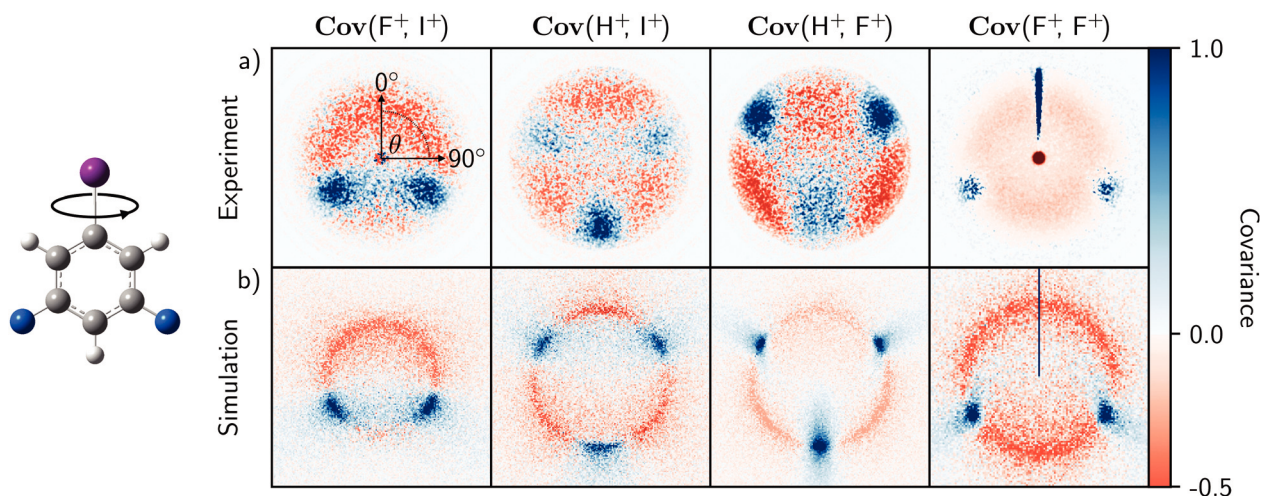 Cov(F⁺, I⁺) Cov(H⁺, I⁺) Cov(H⁺, F⁺) Cov(F⁺, F⁺)
a)
0°
θ
90°
Experiment
b)
Simulation
1.0
0.0
-0.5
Covariance